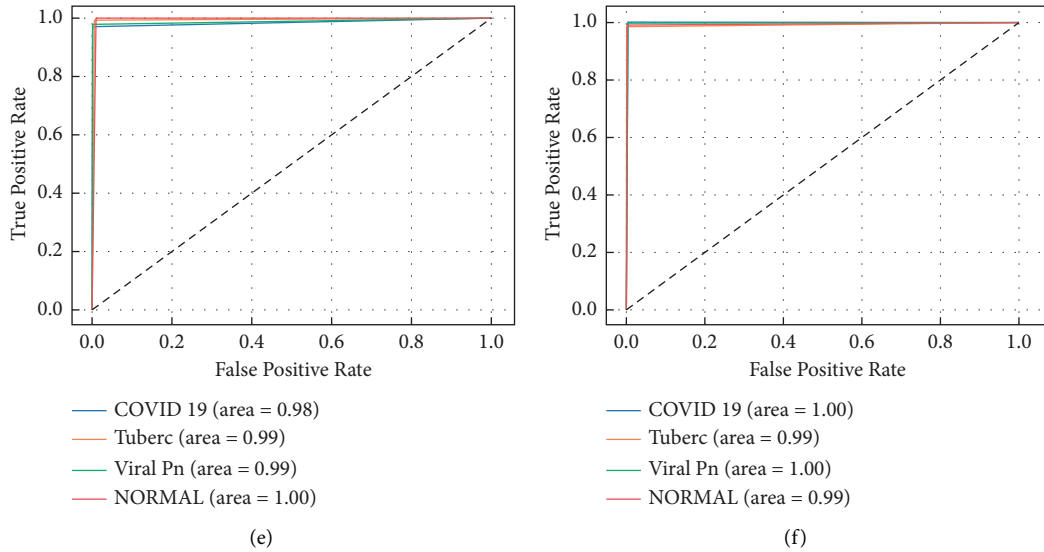 1.0
0.8
0.6
0.4
0.2
0.0
True Positive Rate
0.0 0.2 0.4 0.6 0.8 1.0
False Positive Rate
COVID 19 (area = 0.98)
Tuberc (area = 0.99)
Viral Pn (area = 0.99)
NORMAL (area = 1.00)
(e)
1.0
0.8
0.6
0.4
0.2
0.0
True Positive Rate
0.0 0.2 0.4 0.6 0.8 1.0
False Positive Rate
COVID 19 (area = 1.00)
Tuberc (area = 0.99)
Viral Pn (area = 1.00)
NORMAL (area = 0.99)
(f)